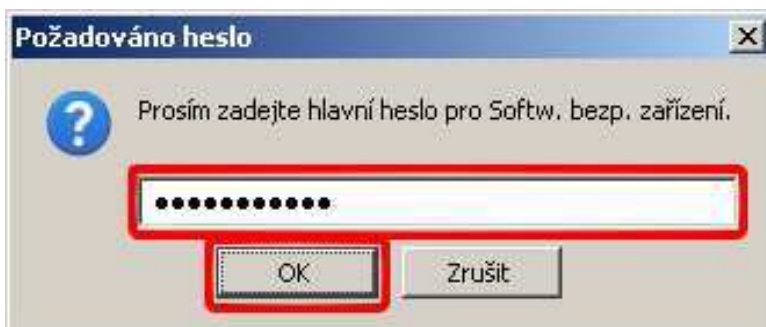 Požadováno heslo
Prosím zadejte hlavní heslo pro Softw. bezp. zařízení.
●●●●●●●●●●●
OK
Zrušit